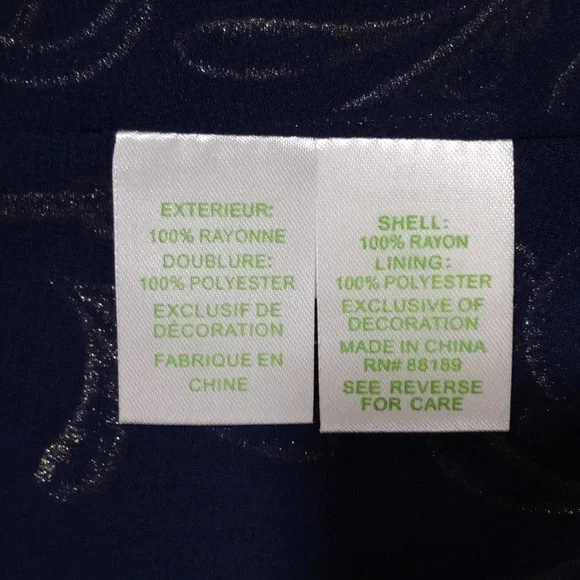 EXTERIEUR:
100% RAYONNE
DOUBLURE:
100% POLYESTER
EXCLUSIF DE
DÉCORATION
FABRIQUE EN
CHINE
SHELL:
100% RAYON
LINING:
100% POLYESTER
EXCLUSIVE OF
DECORATION
MADE IN CHINA
RN# 88189
SEE REVERSE
FOR CARE